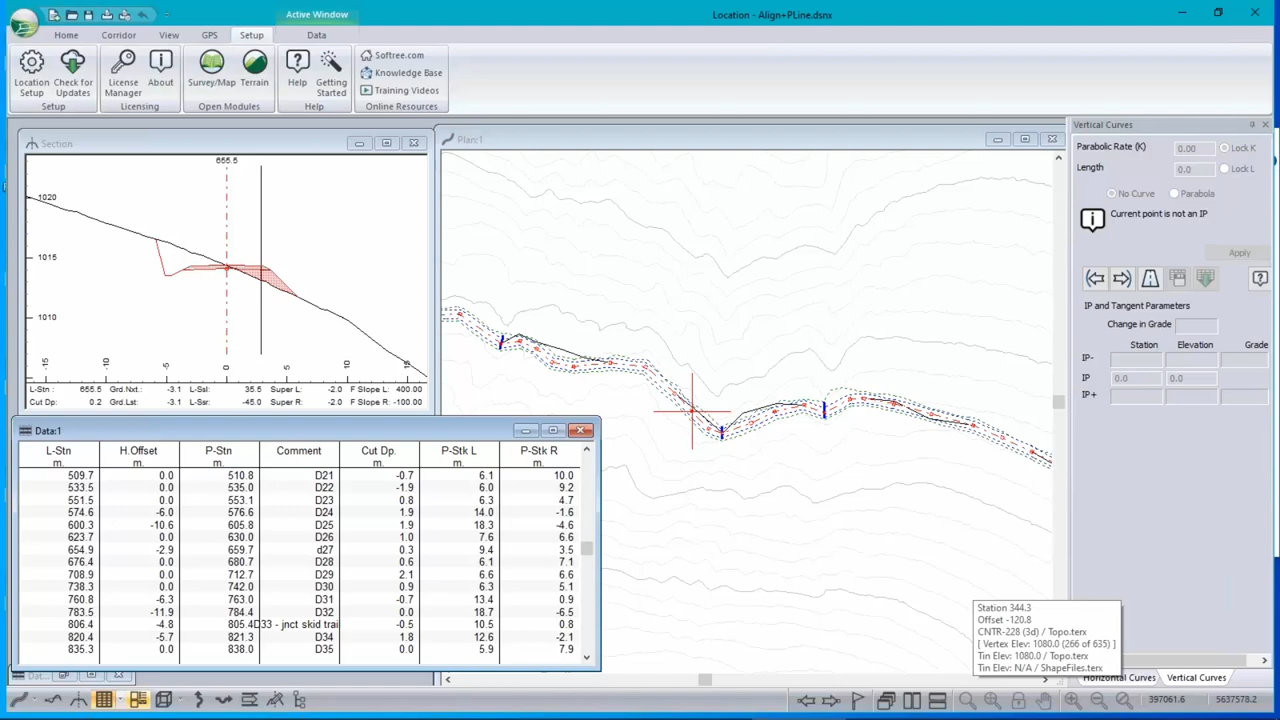 Active Window
Location - Align+PLine.dsnx
Home Corridor View GPS Setup Data
Location Setup
Check for Updates
License Manager
About
Survey/Map
Terrain
Help
Getting Started
Softree.com
Knowledge Base
Training Videos
Setup Licensing Open Modules Help Online Resources
Section
655.5
1020
1015
1010
-15 -10 -5 0 5 10 15
L-Stn : 655.5 Grd.Nxt.: -3.1 L-Ssl: 35.5 Super L: -2.0 F Slope L: 400.00
Cut Dp.: 0.2 Grd.Lst: -3.1 L-Ssr: -45.0 Super R: -2.0 F Slope R: -100.00
Plan:1
Vertical Curves
Parabolic Rate (K) 0.00 Lock K
Length 0.0 Lock L
No Curve Parabola
Current point is not an IP
Apply
IP and Tangent Parameters
Change in Grade
Station Elevation Grade
IP-
IP 0.0 0.0
IP+
Data:1
L-Stn H.Offset P-Stn Comment Cut Dp. P-Stk L P-Stk R
m. m. m. m. m. m.
509.7 0.0 510.8 D21 -0.7 6.1 10.0
533.5 0.0 535.0 D22 -1.9 6.0 9.2
551.5 0.0 553.1 D23 0.8 6.3 4.7
574.6 -6.0 576.6 D24 1.9 14.0 -1.6
600.3 -10.6 605.8 D25 1.9 18.3 -4.6
623.7 0.0 630.0 D26 1.0 7.6 6.6
654.9 -2.9 659.7 d27 0.3 9.4 3.5
676.4 0.0 680.7 D28 0.6 6.1 7.1
708.9 0.0 712.7 D29 2.1 6.6 6.6
738.3 0.0 742.0 D30 0.9 6.3 5.1
760.8 -6.3 763.0 D31 -0.7 13.4 0.9
783.5 -11.9 784.4 D32 0.0 18.7 -6.5
806.4 -4.8 805.4 D33 - jnct skid trai -0.5 10.5 0.8
820.4 -5.7 821.3 D34 1.8 12.6 -2.1
835.3 0.0 838.0 D35 0.0 5.9 7.9
Station 344.3
Offset -120.8
CNTR-228 (3d) / Topo.terx
[ Vertex Elev: 1080.0 (266 of 635) ]
Tin Elev: 1080.0 / Topo.terx
Tin Elev: N/A / ShapeFiles.terx
Dat...
Horizontal Curves Vertical Curves
397061.6 5637578.2